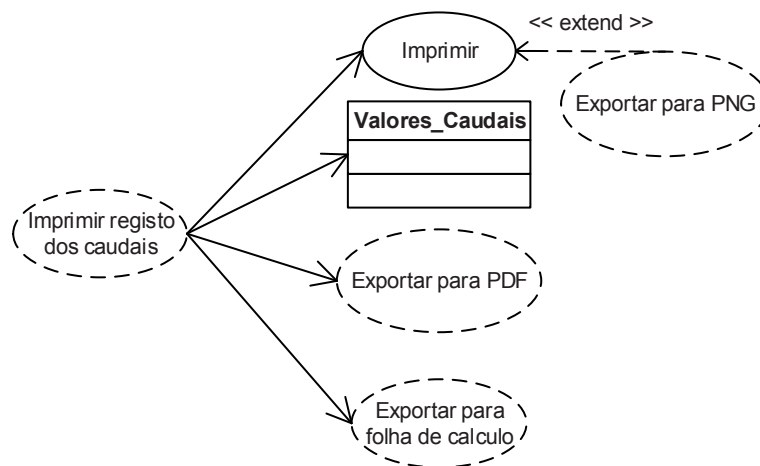 << extend >>
Imprimir
Exportar para PNG
Valores_Caudais
Imprimir registo
dos caudais
Exportar para PDF
Exportar para
folha de calculo